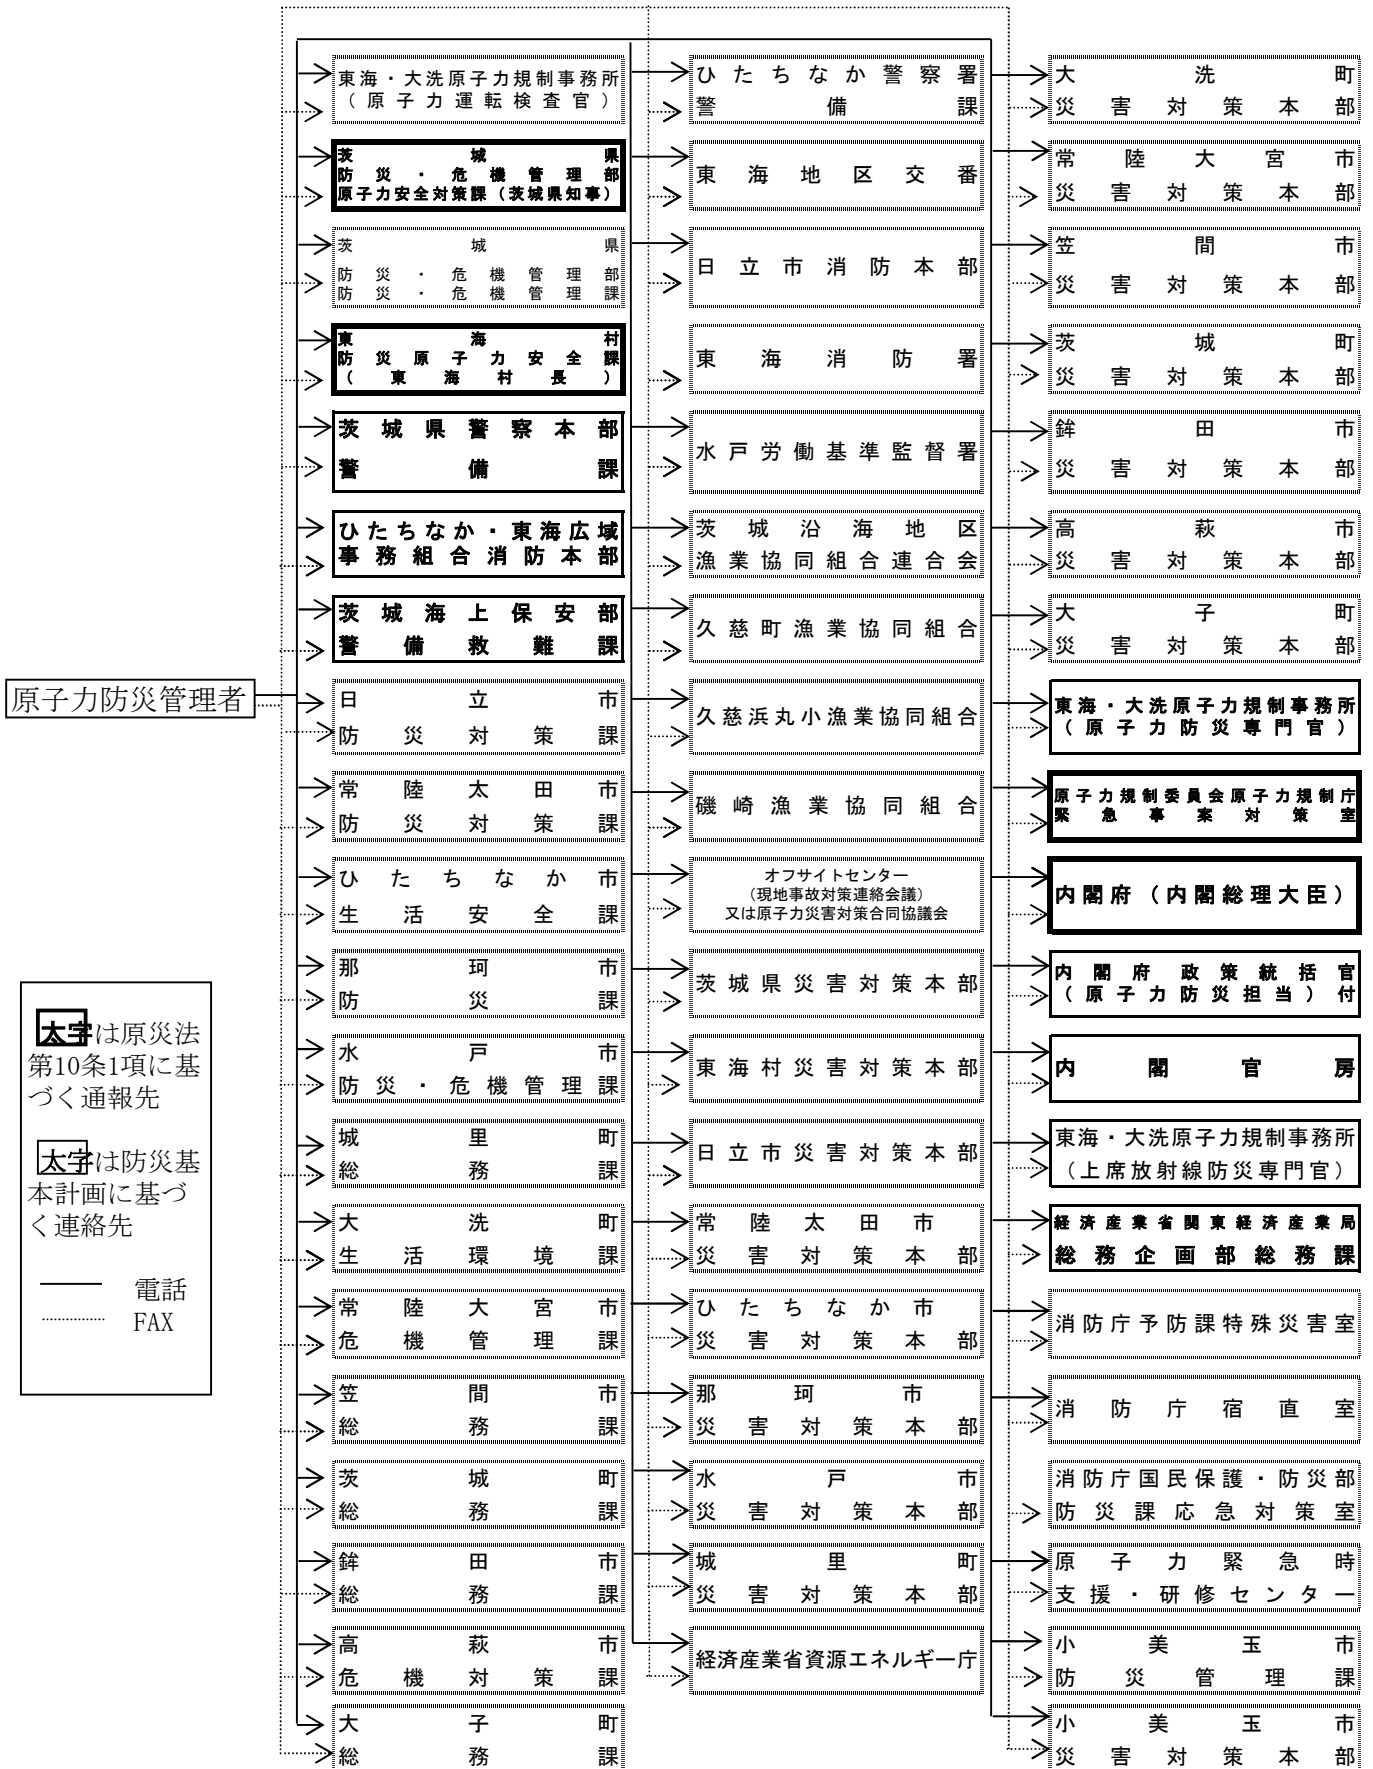 原子力防災管理者
太字は原災法
第10条1項に基
づく通報先
太字は防災基
本計画に基づ
く連絡先
電話
FAX
東海・大洗原子力規制事務所
（原子力運転検査官）
茨城県
防災・危機管理部
原子力安全対策課（茨城県知事）
茨城県
防災・危機管理部
防災・危機管理課
東海村
防災原子力安全課
（東海村長）
茨城県警察本部
警備課
ひたちなか・東海広域
事務組合消防本部
茨城海上保安部
警備救難課
日立市
防災対策課
常陸太田市
防災対策課
ひたちなか市
生活安全課
那珂市
防災課
水戸市
防災・危機管理課
城里町
総務課
大洗町
生活環境課
常陸大宮市
危機管理課
笠間市
総務課
茨城町
総務課
鉾田市
総務課
高萩市
危機対策課
大子町
総務課
ひたちなか警察署
警備課
東海地区交番
日立市消防本部
東海消防署
水戸労働基準監督署
茨城沿海地区
漁業協同組合連合会
久慈町漁業協同組合
久慈浜丸小漁業協同組合
磯崎漁業協同組合
オフサイトセンター
（現地事故対策連絡会議）
又は原子力災害対策合同協議会
茨城県災害対策本部
東海村災害対策本部
日立市災害対策本部
常陸太田市
災害対策本部
ひたちなか市
災害対策本部
那珂市
災害対策本部
水戸市
災害対策本部
城里町
災害対策本部
経済産業省資源エネルギー庁
大洗町
災害対策本部
常陸大宮市
災害対策本部
笠間市
災害対策本部
茨城町
災害対策本部
鉾田市
災害対策本部
高萩市
災害対策本部
大子町
災害対策本部
東海・大洗原子力規制事務所
（原子力防災専門官）
原子力規制委員会原子力規制庁
緊急事案対策室
内閣府（内閣総理大臣）
内閣府 政策統括官
（原子力防災担当）付
内閣官房
東海・大洗原子力規制事務所
（上席放射線防災専門官）
経済産業省関東経済産業局
総務企画部総務課
消防庁予防課特殊災害室
消防庁宿直室
消防庁国民保護・防災部
防災課応急対策室
原子力緊急時
支援・研修センター
小美玉市
防災管理課
小美玉市
災害対策本部